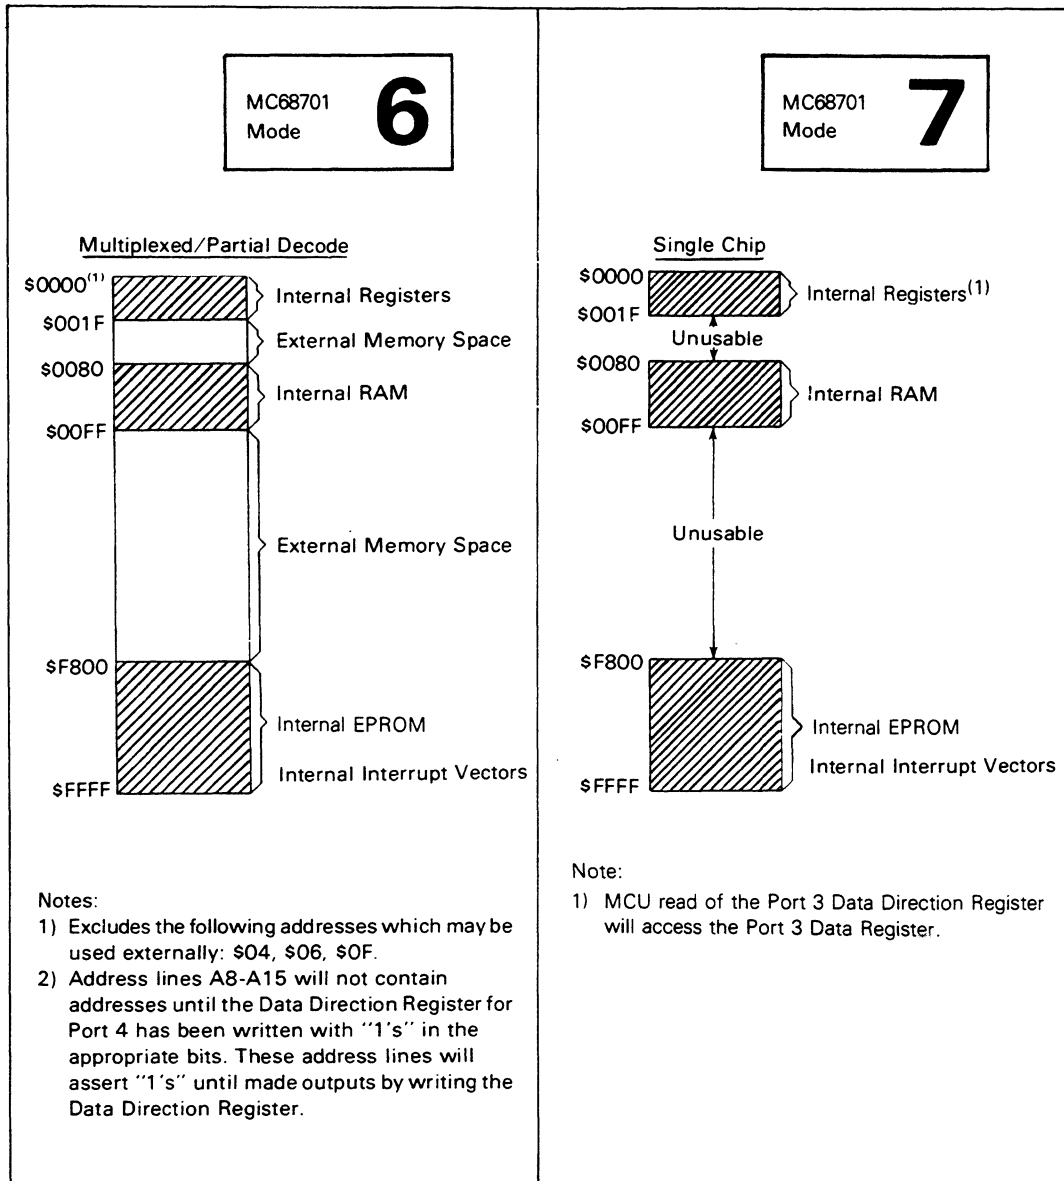 MC68701
Mode
6
Multiplexed/Partial Decode
$0000(1)
Internal Registers
$001F
External Memory Space
$0080
Internal RAM
$00FF
External Memory Space
$F800
Internal EPROM
Internal Interrupt Vectors
$FFFF
Notes:
1) Excludes the following addresses which may be
used externally: $04, $06, $0F.
2) Address lines A8-A15 will not contain
addresses until the Data Direction Register for
Port 4 has been written with "1's" in the
appropriate bits. These address lines will
assert "1's" until made outputs by writing the
Data Direction Register.
MC68701
Mode
7
Single Chip
$0000
Internal Registers(1)
$001F
Unusable
$0080
Internal RAM
$00FF
Unusable
$F800
Internal EPROM
Internal Interrupt Vectors
$FFFF
Note:
1) MCU read of the Port 3 Data Direction Register
will access the Port 3 Data Register.